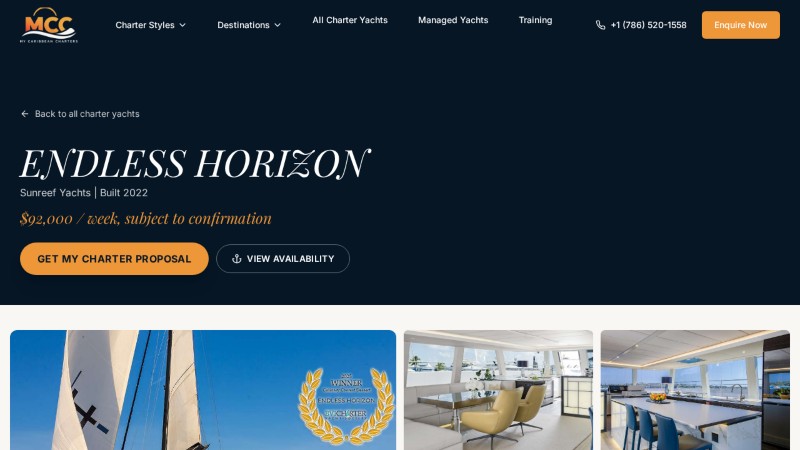 MCC
MY CARIBBEAN CHARTERS
Charter Styles
Destinations
All Charter Yachts
Managed Yachts
Training
+1 (786) 520-1558
Enquire Now
Back to all charter yachts
ENDLESS HORIZON
Sunreef Yachts | Built 2022
$92,000 / week, subject to confirmation
GET MY CHARTER PROPOSAL
VIEW AVAILABILITY
WINNER
ENDLESS HORIZON